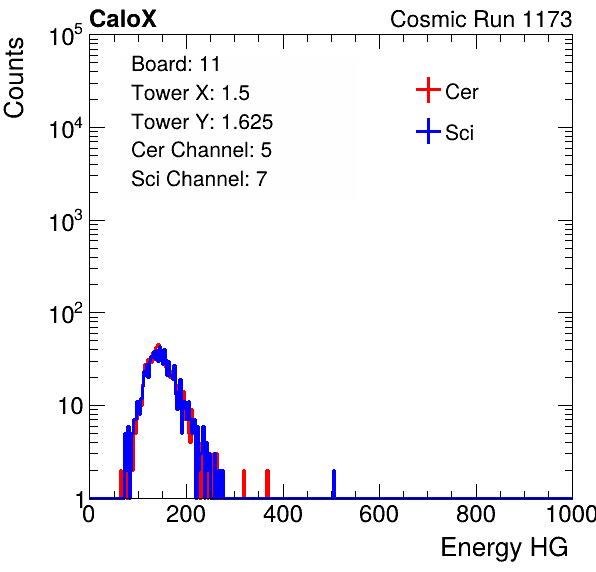 CaloX Cosmic Run 1173
Counts
Board: 11
Tower X: 1.5
Tower Y: 1.625
Cer Channel: 5
Sci Channel: 7
Cer
Sci
10^5
10^4
10^3
10^2
10
1
0 200 400 600 800 1000
Energy HG